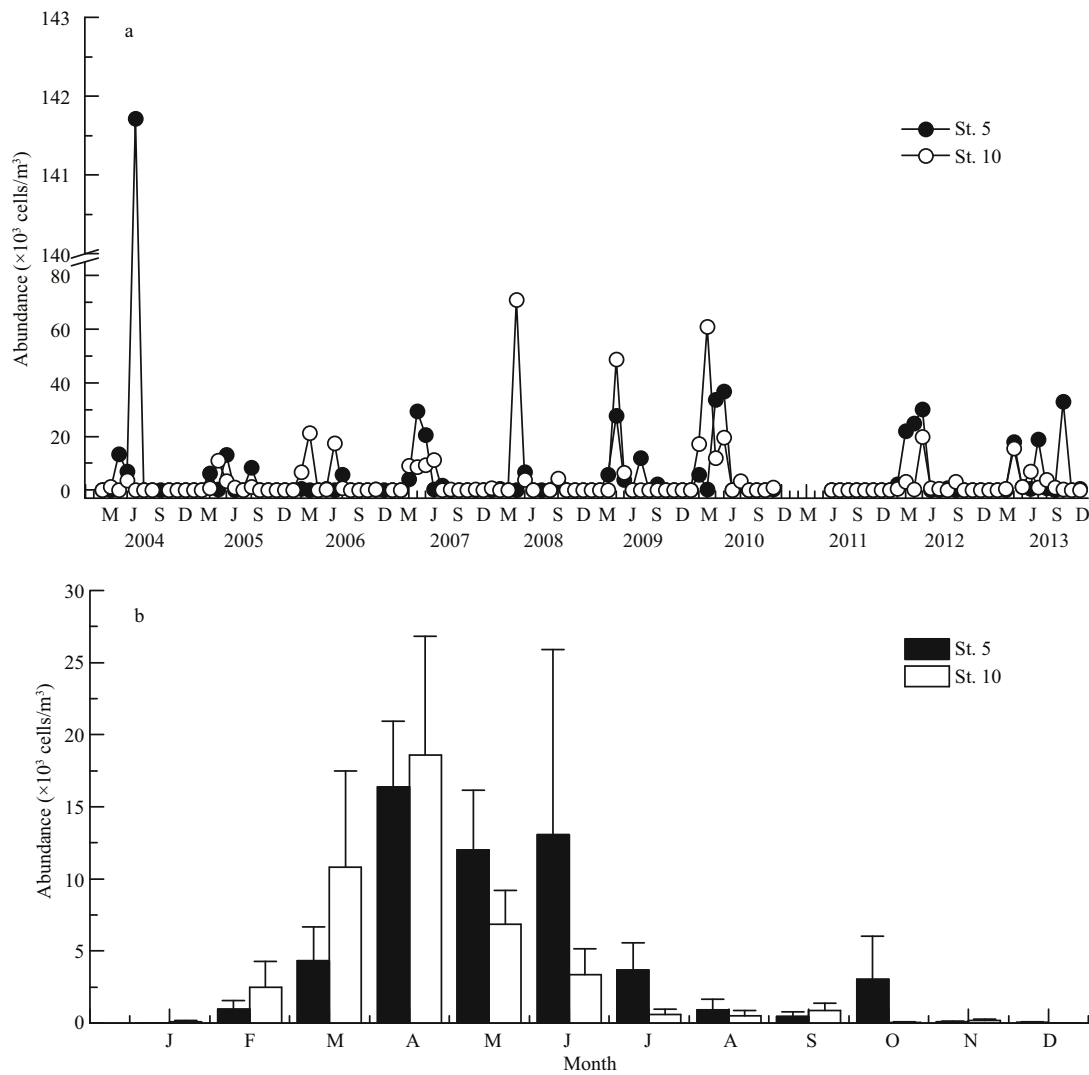 143
a
142
141
140
80
60
40
20
0
Abundance (×10³ cells/m³)
St. 5
St. 10
M J S D M J S D M J S D M J S D M J S D M J S D M J S D M J S D M J S D M J S D
2004 2005 2006 2007 2008 2009 2010 2011 2012 2013
30
b
25
20
15
10
5
0
Abundance (×10³ cells/m³)
St. 5
St. 10
J F M A M J J A S O N D
Month